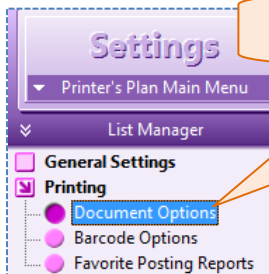 Settings
Printer's Plan Main Menu
List Manager
General Settings
Printing
Document Options
Barcode Options
Favorite Posting Reports